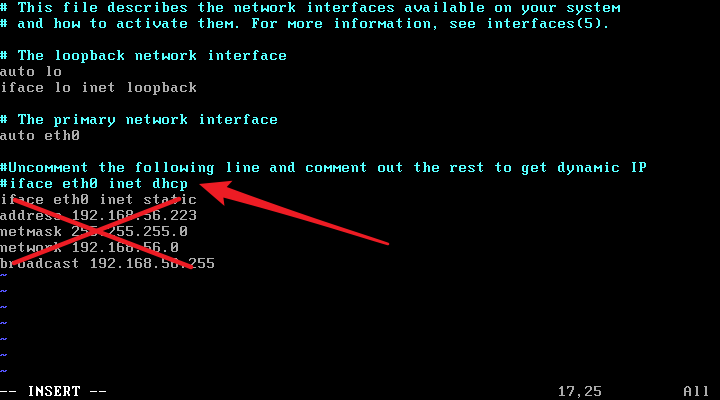 # This file describes the network interfaces available on your system
# and how to activate them. For more information, see interfaces(5).
# The loopback network interface
auto lo
iface lo inet loopback
# The primary network interface
auto eth0
#Uncomment the following line and comment out the rest to get dynamic IP
#iface eth0 inet dhcp
iface eth0 inet static
address 192.168.56.223
netmask 255.255.255.0
network 192.168.56.0
broadcast 192.168.56.255
~
~
~
~
~
~
~
-- INSERT -- 17,25 All